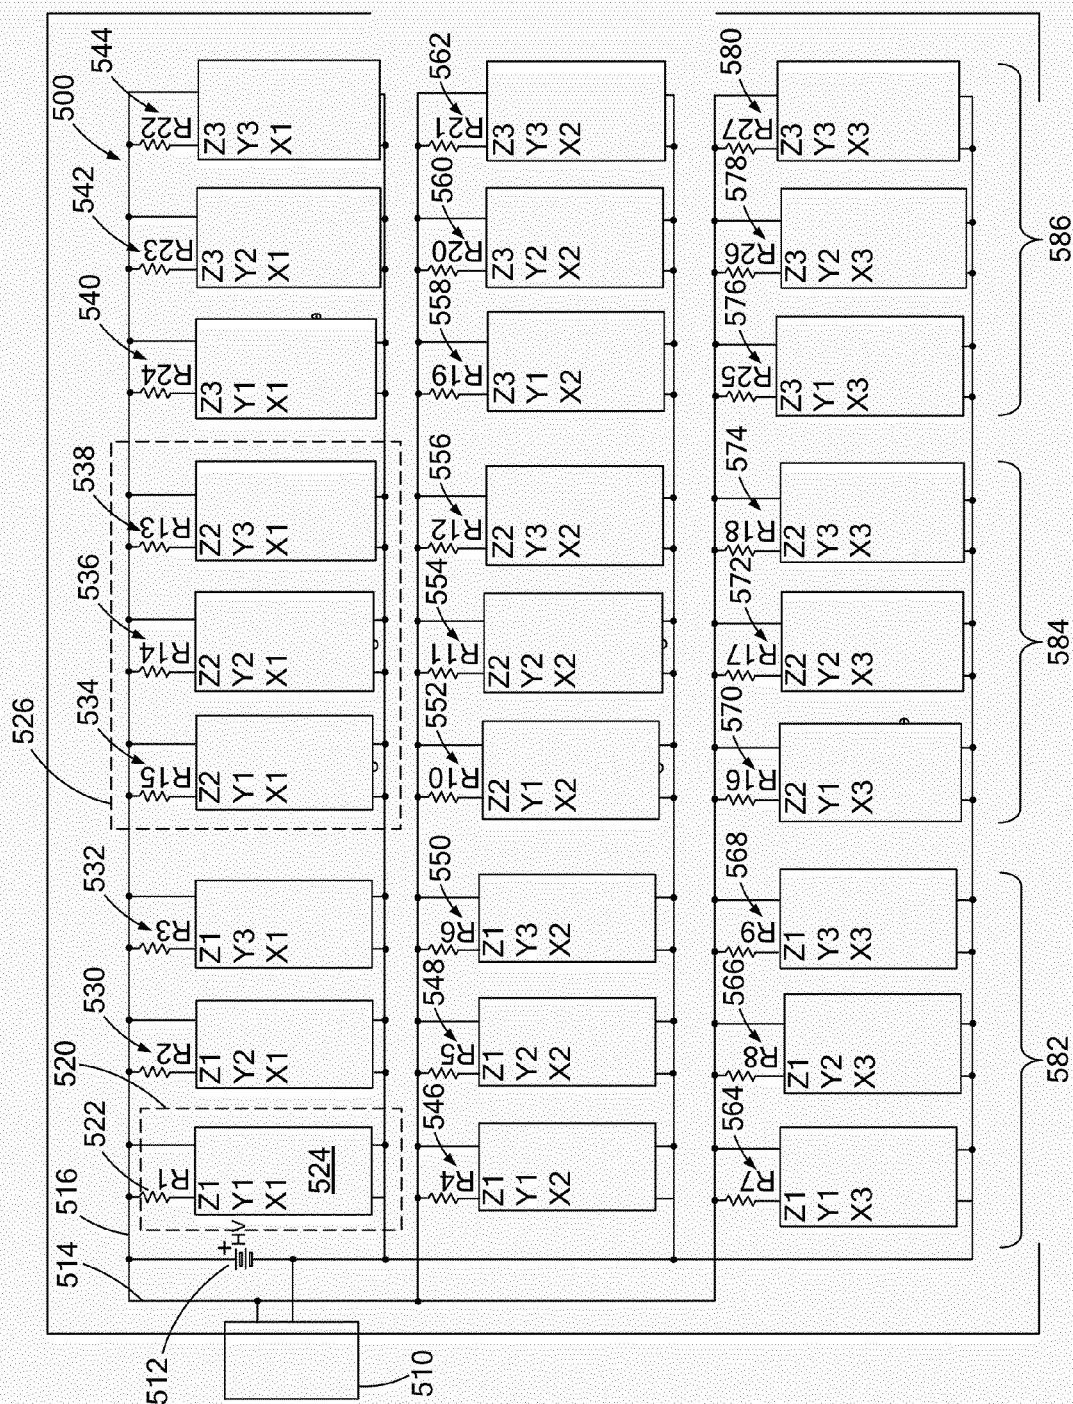 526
512
514
516
522
520
530
532
534
536
538
540
542
500
544
+
HV
R1
R2
R3
R15
R14
R13
R24
R23
R22
Z1
Y1
X1
524
Z1
Y2
X1
Z1
Y3
X1
Z2
Y1
X1
Z2
Y2
X1
Z2
Y3
X1
Z3
Y1
X1
Z3
Y2
X1
Z3
Y3
X1
510
546
548
550
552
554
556
558
560
562
R4
R5
R6
R10
R11
R12
R19
R20
R21
Z1
Y1
X2
Z1
Y2
X2
Z1
Y3
X2
Z2
Y1
X2
Z2
Y2
X2
Z2
Y3
X2
Z3
Y1
X2
Z3
Y2
X2
Z3
Y3
X2
564
566
568
570
572
574
576
578
580
R7
R8
R9
R16
R17
R18
R25
R26
R27
Z1
Y1
X3
Z1
Y2
X3
Z1
Y3
X3
Z2
Y1
X3
Z2
Y2
X3
Z2
Y3
X3
Z3
Y1
X3
Z3
Y2
X3
Z3
Y3
X3
582
584
586